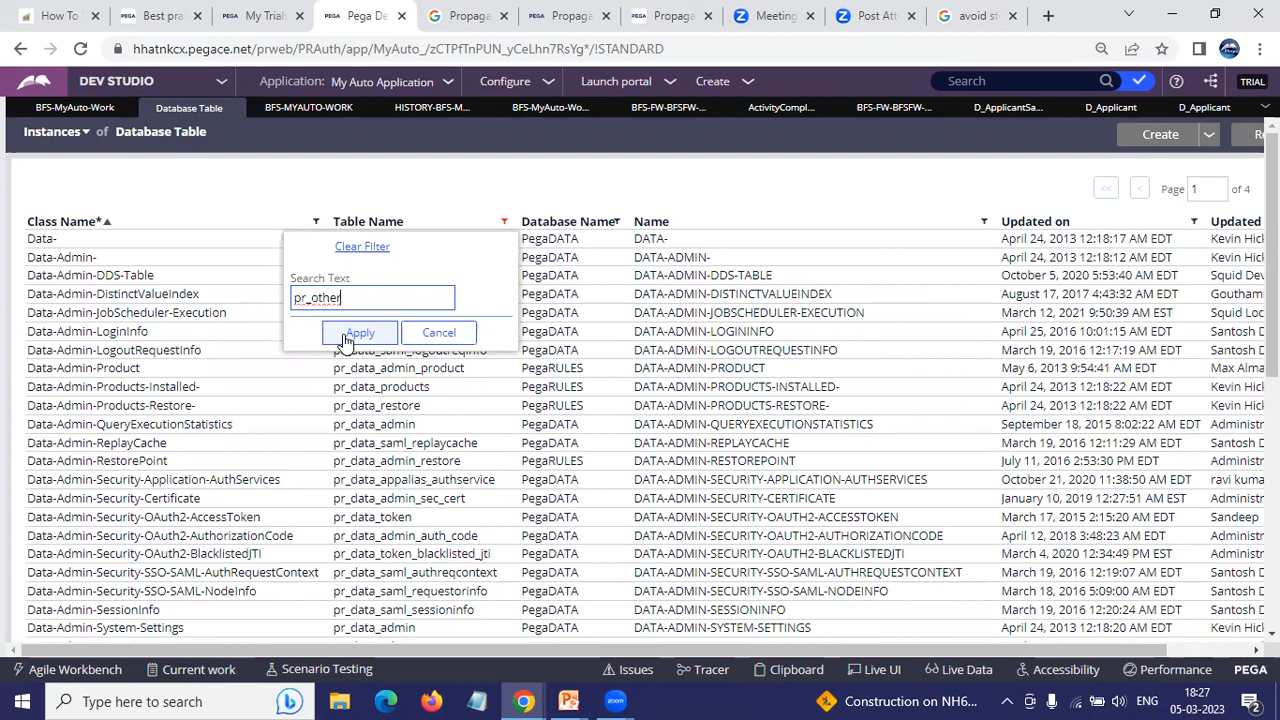 How To
Best pra
My Trials
Pega De
Propaga
Propaga
Propaga
Meeting
Post Att
avoid st
hhatnkcx.pegace.net/prweb/PRAuth/app/MyAuto_/zCTPfTnPUN_yCeLhn7RsYg*/!STANDARD
DEV STUDIO
Application: My Auto Application
Configure
Launch portal
Create
Search
TRIAL
BFS-MyAuto-Work
Database Table
BFS-MYAUTO-WORK
HISTORY-BFS-M...
BFS-MyAuto-Wo...
BFS-FW-BFSFW-...
ActivityCompl...
BFS-FW-BFSFW-...
D_ApplicantSa...
D_Applicant
D_Applicant
Instances of Database Table
Create
Re
<< < Page 1 of 4
Class Name* Table Name Database Name Name Updated on Updated
Data- PegaDATA DATA- April 24, 2013 12:18:17 AM EDT Kevin Hick
Data-Admin- PegaDATA DATA-ADMIN- April 24, 2013 12:18:12 AM EDT Kevin Hick
Data-Admin-DDS-Table PegaDATA DATA-ADMIN-DDS-TABLE October 5, 2020 5:53:40 AM EDT Squid Dev
Data-Admin-DistinctValueIndex PegaDATA DATA-ADMIN-DISTINCTVALUEINDEX August 17, 2017 4:43:32 AM EDT Goutham
Data-Admin-JobScheduler-Execution PegaDATA DATA-ADMIN-JOBSCHEDULER-EXECUTION March 12, 2021 9:50:30 AM EDT Squid Loc
Data-Admin-LoginInfo PegaDATA DATA-ADMIN-LOGININFO April 25, 2016 10:01:15 AM EDT Santosh D
Data-Admin-LogoutRequestInfo pr_data_saml_logoutreqinfo PegaDATA DATA-ADMIN-LOGOUTREQUESTINFO March 19, 2016 12:17:19 AM EDT Santosh D
Clear Filter
Search Text
pr_other
Apply
Cancel
Data-Admin-Product pr_data_admin_product PegaRULES DATA-ADMIN-PRODUCT May 6, 2013 9:54:41 AM EDT Max Alma
Data-Admin-Products-Installed- pr_data_products PegaRULES DATA-ADMIN-PRODUCTS-INSTALLED- April 24, 2013 12:18:22 AM EDT Kevin Hick
Data-Admin-Products-Restore- pr_data_restore PegaRULES DATA-ADMIN-PRODUCTS-RESTORE- April 24, 2013 12:18:22 AM EDT Kevin Hick
Data-Admin-QueryExecutionStatistics pr_data_admin PegaDATA DATA-ADMIN-QUERYEXECUTIONSTATISTICS September 18, 2015 8:02:22 AM EDT Administr
Data-Admin-ReplayCache pr_data_saml_replaycache PegaDATA DATA-ADMIN-REPLAYCACHE March 19, 2016 12:11:29 AM EDT Santosh D
Data-Admin-RestorePoint pr_data_admin_restore PegaRULES DATA-ADMIN-RESTOREPOINT July 11, 2016 2:53:30 PM EDT Administr
Data-Admin-Security-Application-AuthServices pr_data_appalias_authservice PegaDATA DATA-ADMIN-SECURITY-APPLICATION-AUTHSERVICES October 21, 2020 11:38:50 AM EDT ravi kuma
Data-Admin-Security-Certificate pr_data_admin_sec_cert PegaDATA DATA-ADMIN-SECURITY-CERTIFICATE January 10, 2019 12:27:51 AM EST Administr
Data-Admin-Security-OAuth2-AccessToken pr_data_token PegaDATA DATA-ADMIN-SECURITY-OAUTH2-ACCESSTOKEN March 17, 2015 2:15:20 AM EDT Sandeep
Data-Admin-Security-OAuth2-AuthorizationCode pr_data_admin_auth_code PegaDATA DATA-ADMIN-SECURITY-OAUTH2-AUTHORIZATIONCODE April 12, 2018 3:48:23 AM EDT Administr
Data-Admin-Security-OAuth2-BlacklistedJTI pr_data_token_blacklisted_jti PegaDATA DATA-ADMIN-SECURITY-OAUTH2-BLACKLISTEDJTI March 4, 2020 12:34:49 PM EST Administr
Data-Admin-Security-SSO-SAML-AuthRequestContext pr_data_saml_authreqcontext PegaDATA DATA-ADMIN-SECURITY-SSO-SAML-AUTHREQUESTCONTEXT March 19, 2016 12:19:07 AM EDT Santosh D
Data-Admin-Security-SSO-SAML-NodeInfo pr_data_saml_requestorinfo PegaDATA DATA-ADMIN-SECURITY-SSO-SAML-NODEINFO March 18, 2016 5:09:00 AM EDT Santosh D
Data-Admin-SessionInfo pr_data_saml_sessioninfo PegaDATA DATA-ADMIN-SESSIONINFO March 19, 2016 12:20:24 AM EDT Santosh D
Data-Admin-System-Settings pr_data_admin PegaDATA DATA-ADMIN-SYSTEM-SETTINGS April 24, 2013 12:18:20 AM EDT Kevin Hick
Agile Workbench
Current work
Scenario Testing
Issues
Tracer
Clipboard
Live UI
Live Data
Accessibility
Performance
PEGA
Type here to search
Construction on NH6...
ENG
18:27
05-03-2023
2